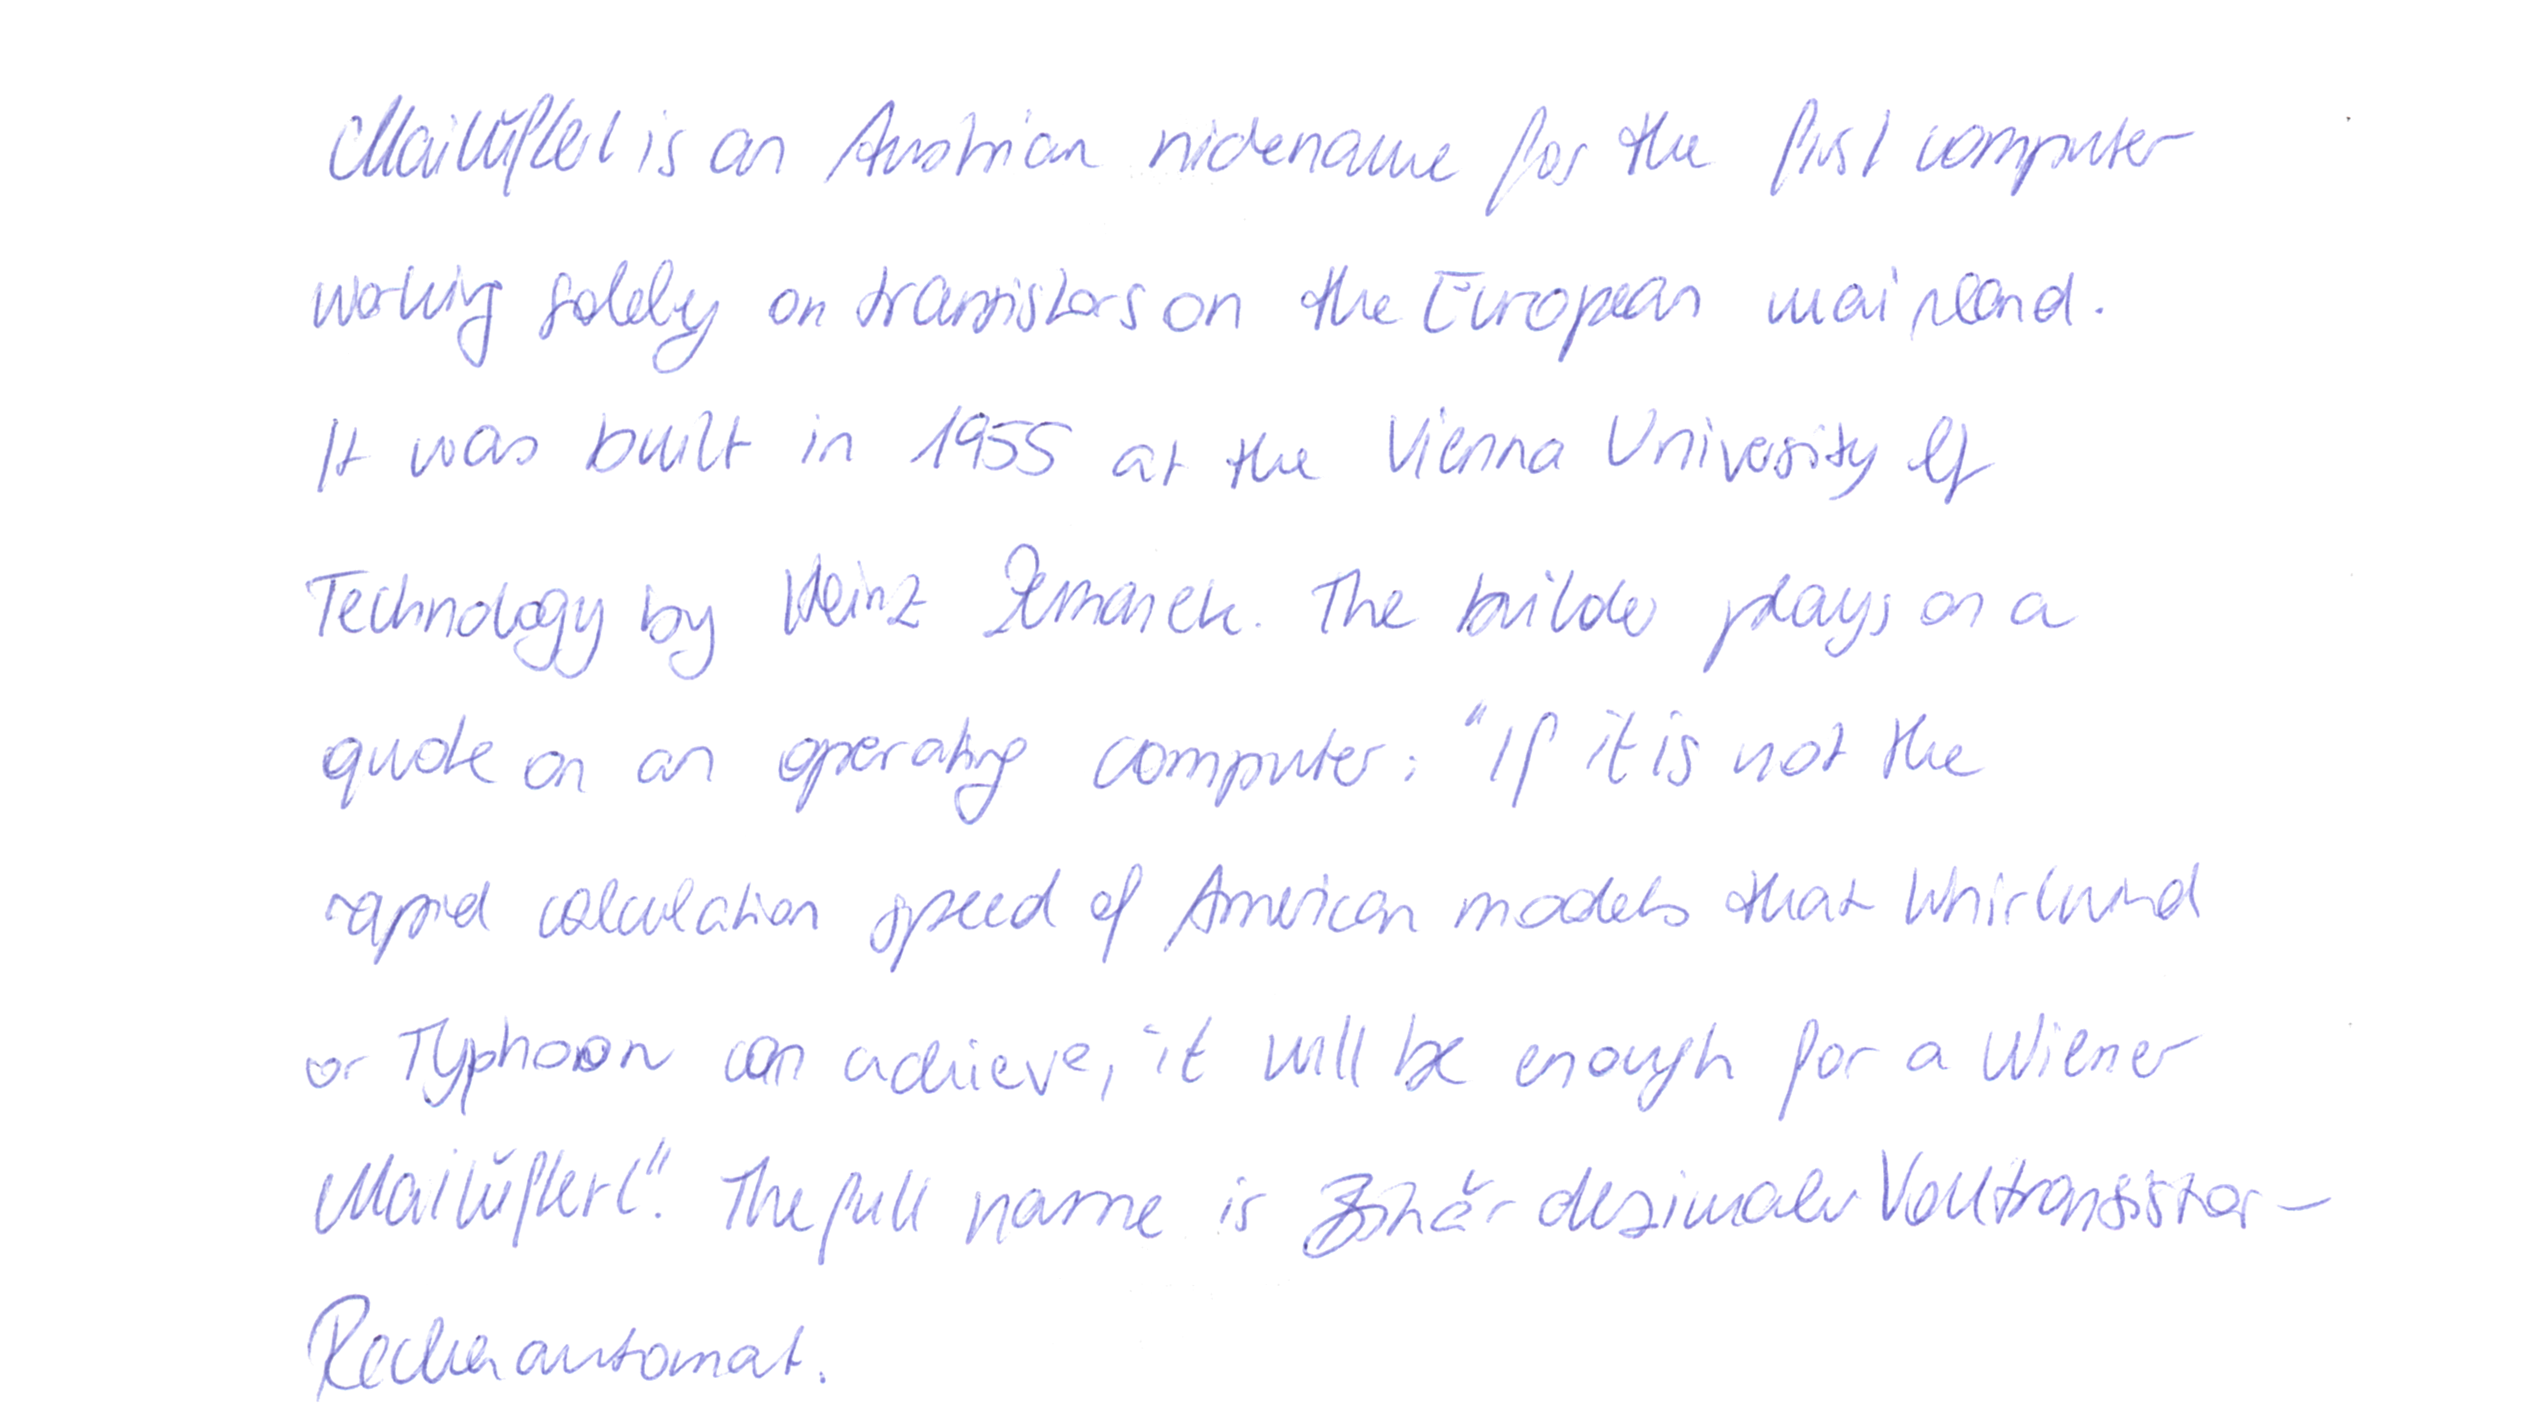 Mailüfterl is an Austrian nickname for the first computer
working solely on transistors on the European mainland.
It was built in 1955 at the Vienna University of
Technology by Heinz Zemanek. The builder plays on a
quote on an operating computer: "If it is not the
rapid calculation speed of American models that Whirlwind
or Typhoon can achieve, it will be enough for a Wiener
Mailüfterl". The full name is Binär dezimaler Volltransistor-
Rechenautomat.